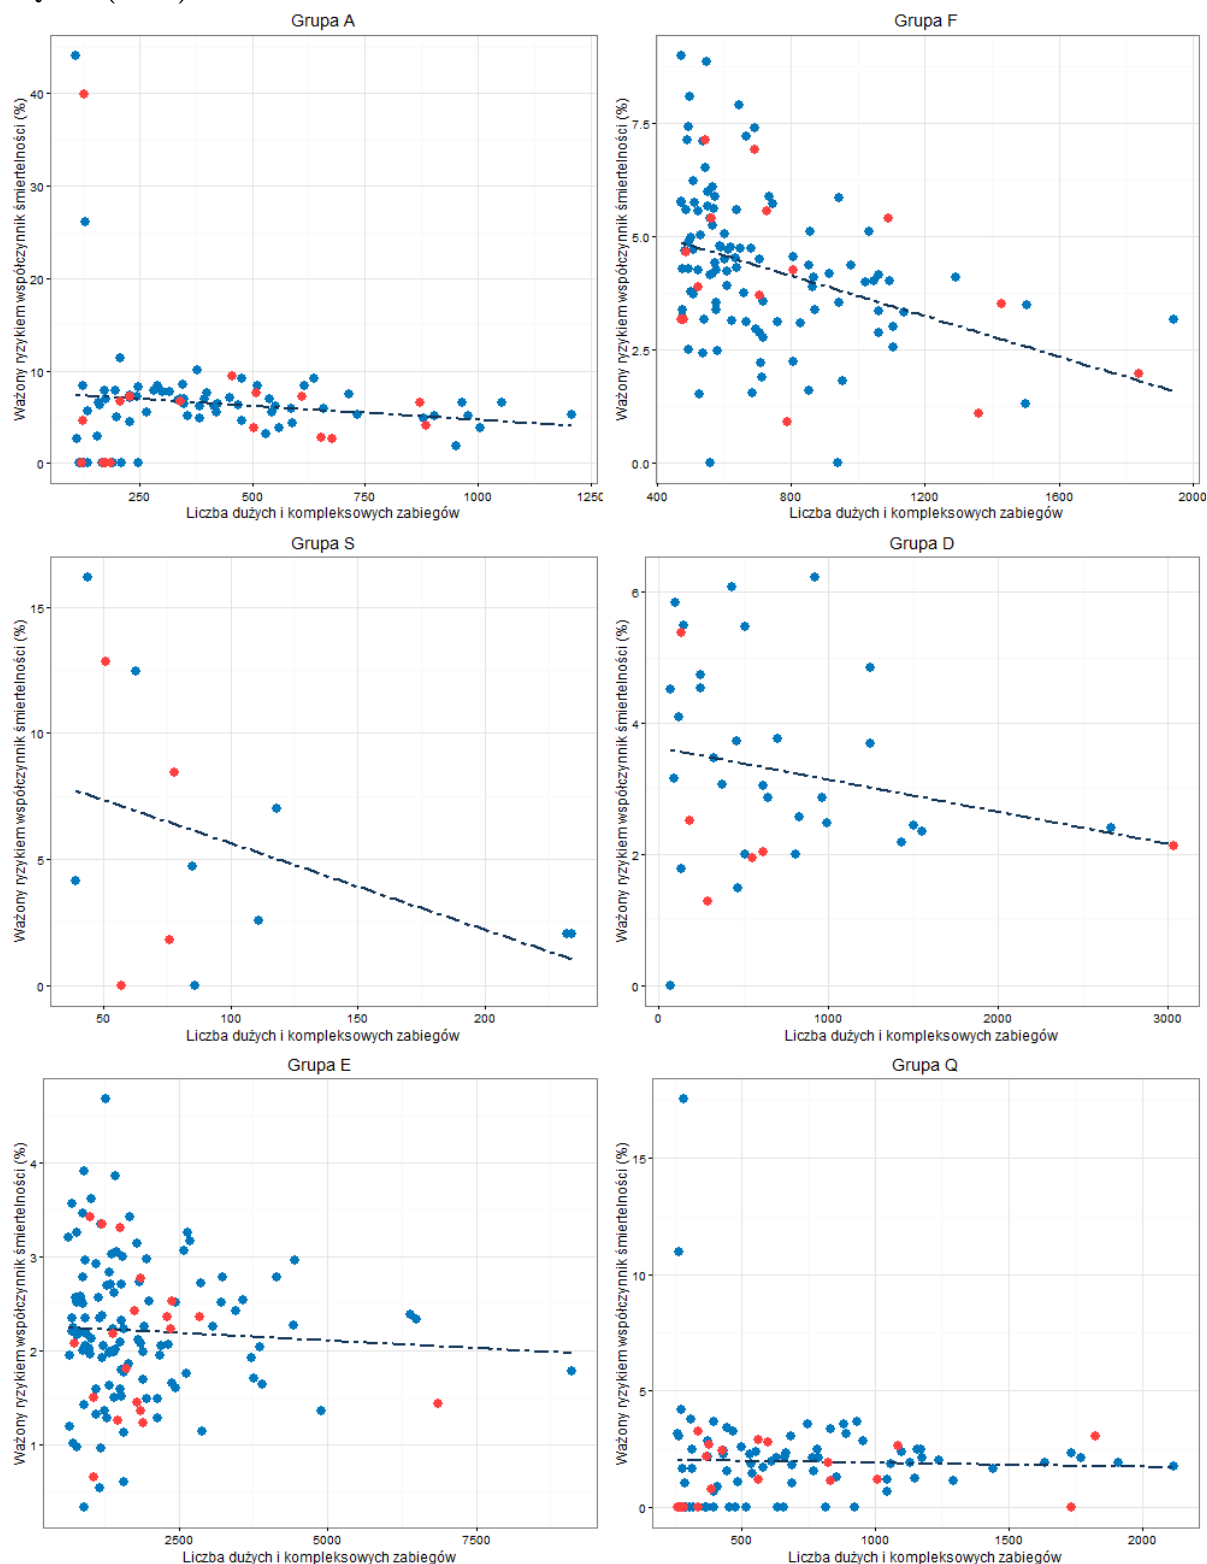 Grupa A
Grupa F
Ważony ryzykiem współczynnik śmiertelności (%)
40
30
20
10
0
250
500
750
1000
1250
Liczba dużych i kompleksowych zabiegów
Ważony ryzykiem współczynnik śmiertelności (%)
7.5
5.0
2.5
0.0
400
800
1200
1600
2000
Liczba dużych i kompleksowych zabiegów
Grupa S
Grupa D
Ważony ryzykiem współczynnik śmiertelności (%)
15
10
5
0
50
100
150
200
Liczba dużych i kompleksowych zabiegów
Ważony ryzykiem współczynnik śmiertelności (%)
6
4
2
0
0
1000
2000
3000
Liczba dużych i kompleksowych zabiegów
Grupa E
Grupa Q
Ważony ryzykiem współczynnik śmiertelności (%)
4
3
2
1
2500
5000
7500
Liczba dużych i kompleksowych zabiegów
Ważony ryzykiem współczynnik śmiertelności (%)
15
10
5
0
500
1000
1500
2000
Liczba dużych i kompleksowych zabiegów